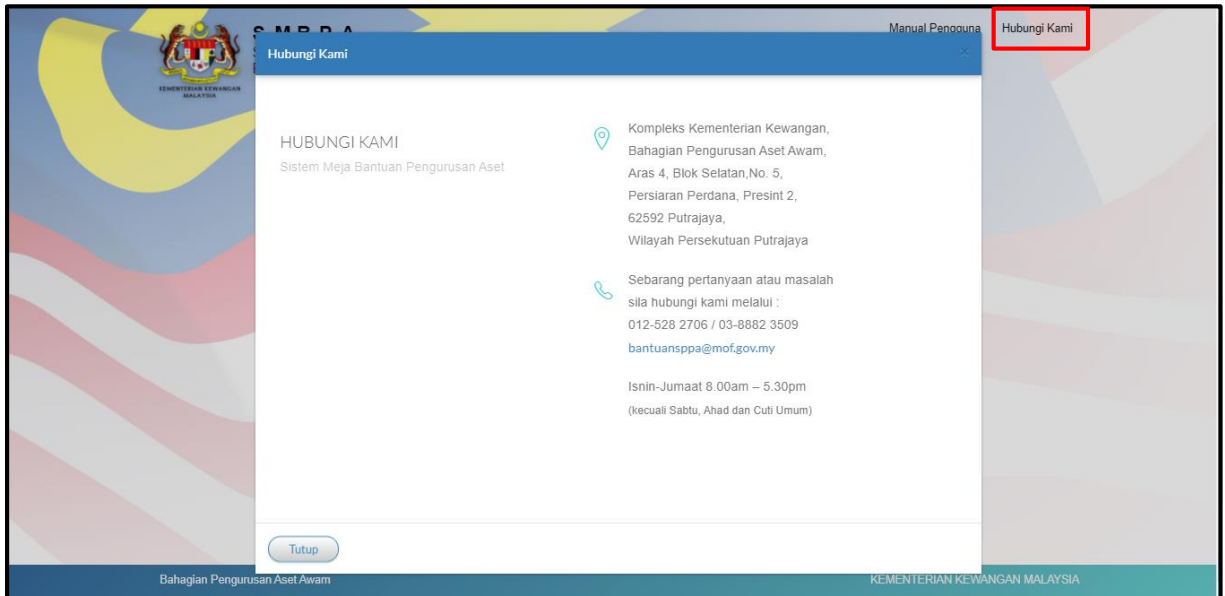 S M B P A
Manual Pengguna
Hubungi Kami
KEMENTERIAN KEWANGAN
MALAYSIA
Hubungi Kami
×
HUBUNGI KAMI
Sistem Meja Bantuan Pengurusan Aset
Kompleks Kementerian Kewangan,
Bahagian Pengurusan Aset Awam,
Aras 4, Blok Selatan,No. 5,
Persiaran Perdana, Presint 2,
62592 Putrajaya,
Wilayah Persekutuan Putrajaya
Sebarang pertanyaan atau masalah
sila hubungi kami melalui :
012-528 2706 / 03-8882 3509
bantuansppa@mof.gov.my
Isnin-Jumaat 8.00am – 5.30pm
(kecuali Sabtu, Ahad dan Cuti Umum)
Tutup
Bahagian Pengurusan Aset Awam
KEMENTERIAN KEWANGAN MALAYSIA